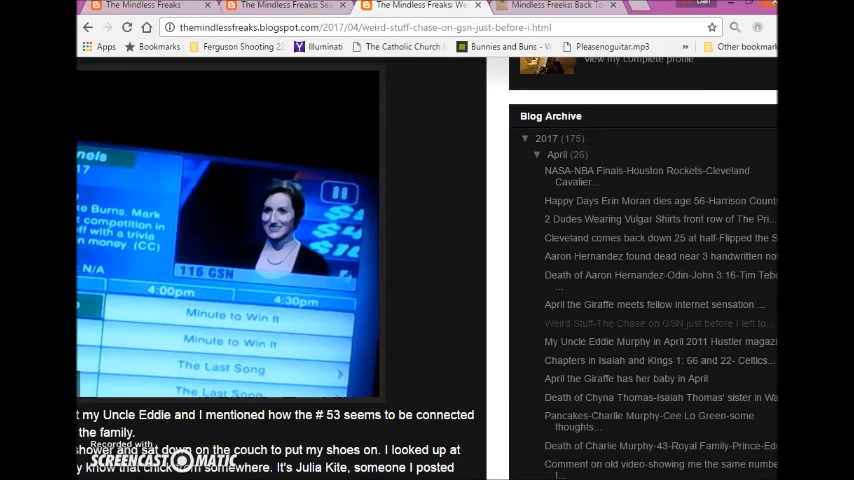 The Mindless Freaks
The Mindless Freaks: Se
The Mindless Freaks: We
Mindless Freaks: Back T
themindlessfreaks.blogspot.com/2017/04/weird-stuff-chase-on-gsn-just-before-i.html
Apps Bookmarks Ferguson Shooting 22 Illuminati The Catholic Church Bunnies and Buns - W Pleasenoguitar.mp3 » Other bookmarks
View my complete profile
Blog Archive
▼ 2017 (175)
▼ April (26)
NASA-NBA Finals-Houston Rockets-Cleveland
Cavalier...
Happy Days Erin Moran dies age 56-Harrison County
2 Dudes Wearing Vulgar Shirts front row of The Pri...
Cleveland comes back down 25 at half-Flipped the S
Aaron Hernandez found dead near 3 handwritten no
Death of Aaron Hernandez-Odin-John 3:16-Tim Tebo
...
April the Giraffe meets fellow internet sensation ...
Weird Stuff-The Chase on GSN just before I left to...
My Uncle Eddie Murphy in April 2011 Hustler magazi
Chapters in Isaiah and KIngs 1: 66 and 22- Celtics...
April the Giraffe has her baby in April
Death of Chyna Thomas-Isaiah Thomas' sister in Wa
Pancakes-Charlie Murphy-Cee Lo Green-some
thoughts...
Death of Charlie Murphy-43-Royal Family-Prince-Ed
Comment on old video-showing me the same numbe
nels
17
ke Burns, Mark
t competition in
ff with a trivia
n money. (CC)
N/A
116 GSN
4:00pm 4:30pm
Minute to Win It
Minute to Win It
The Last Song
The Last Song
t my Uncle Eddie and I mentioned how the # 53 seems to be connected
the family.
shower and sat down on the couch to put my shoes on. I looked up at
y know that chick from somewhere. It's Julia Kite, someone I posted
Recorded with
SCREENCAST-O-MATIC